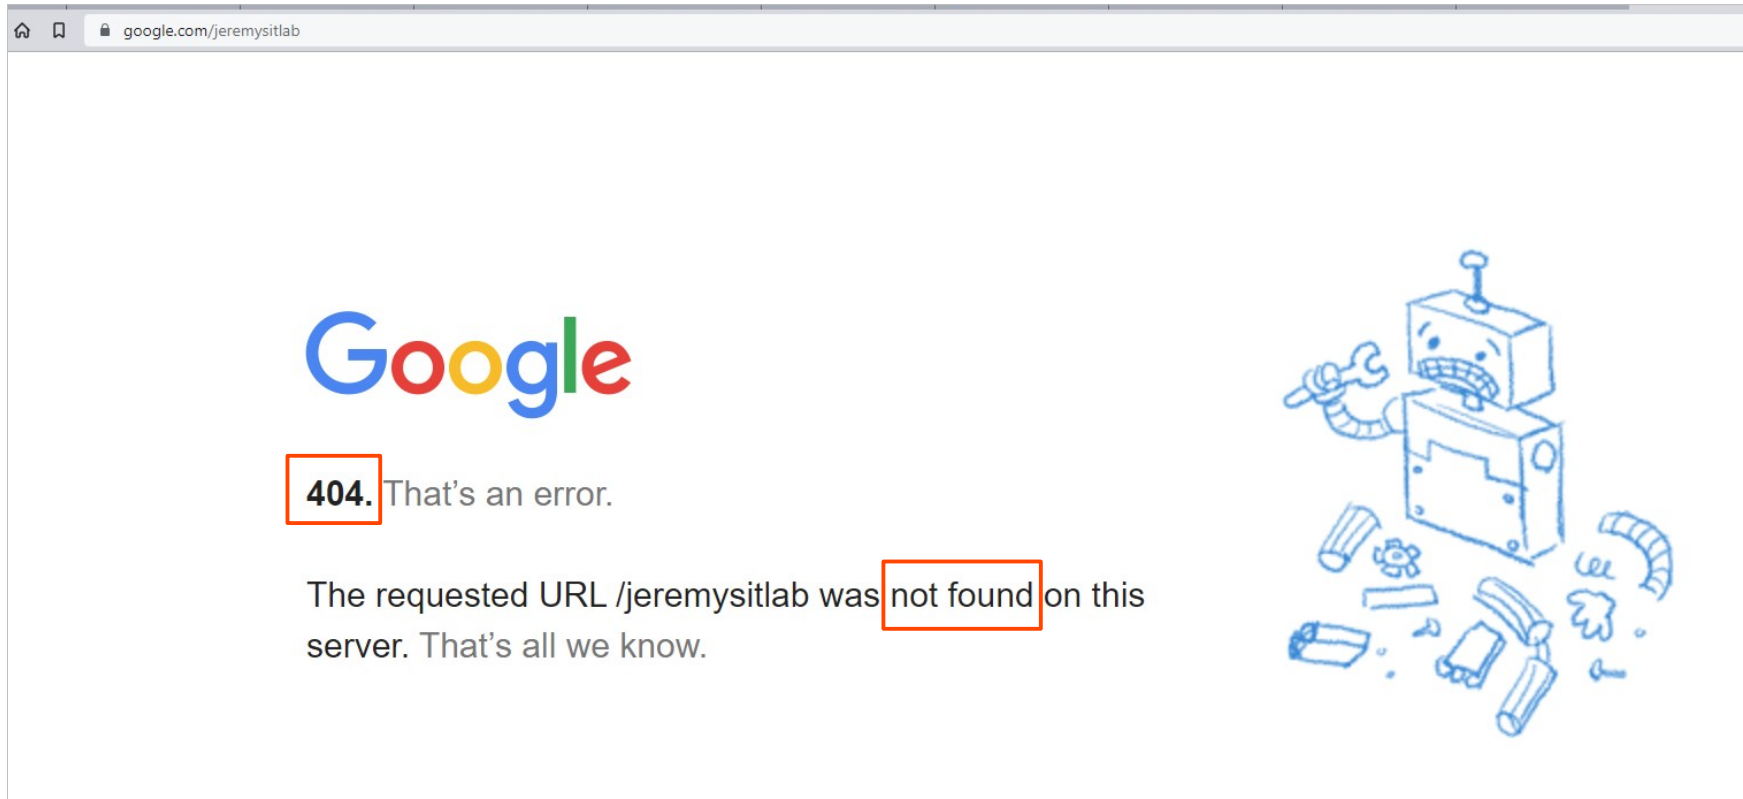 google.com/jeremysitlab
Google
404. That’s an error.
The requested URL /jeremysitlab was not found on this
server. That’s all we know.